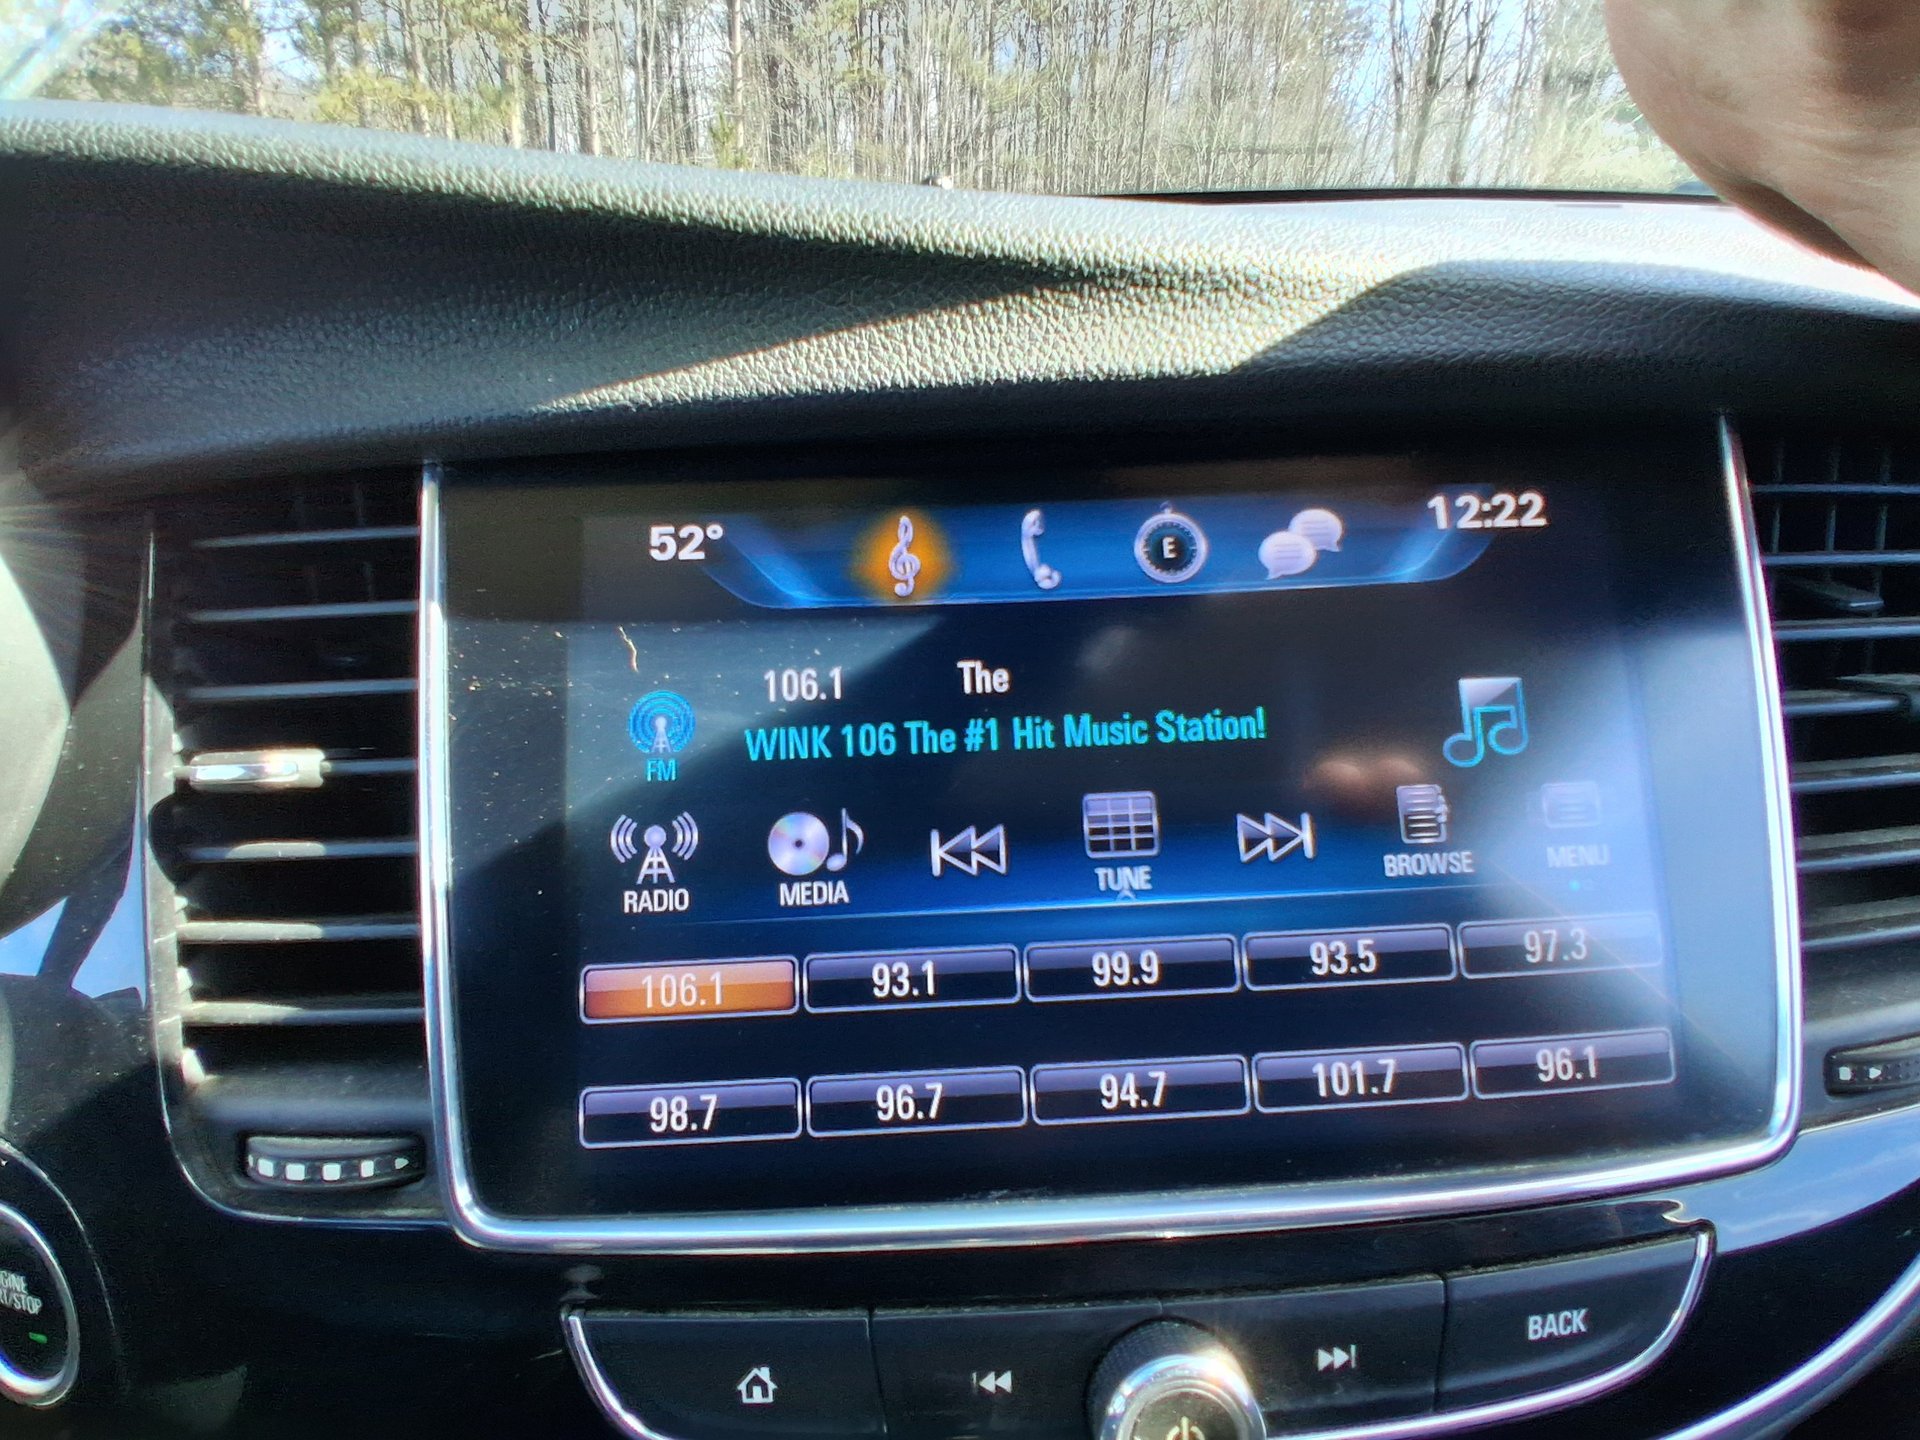 52° E 12:22
106.1 The
WINK 106 The #1 Hit Music Station!
FM
RADIO MEDIA TUNE BROWSE MENU
106.1 93.1 99.9 93.5 97.3
98.7 96.7 94.7 101.7 96.1
BACK